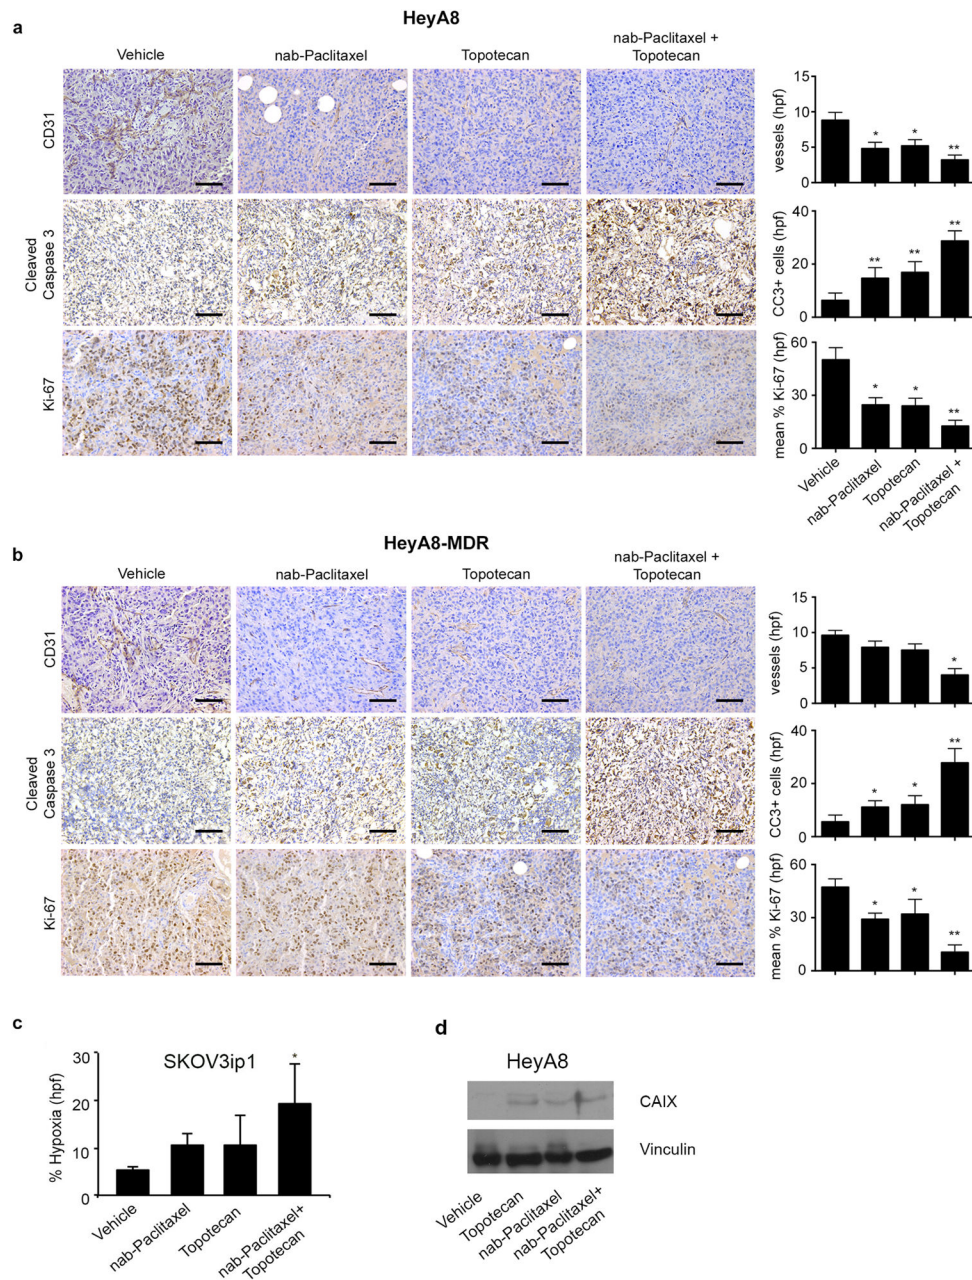 HeyA8
a
Vehicle
nab-Paclitaxel
Topotecan
nab-Paclitaxel +
Topotecan
CD31
Cleaved
Caspase 3
Ki-67
15
10
5
0
vessels (hpf)
*
*
**
40
20
0
CC3+ cells (hpf)
**
**
**
60
30
0
mean % Ki-67 (hpf)
*
*
**
Vehicle
nab-Paclitaxel
Topotecan
nab-Paclitaxel +
Topotecan
b
HeyA8-MDR
Vehicle
nab-Paclitaxel
Topotecan
nab-Paclitaxel +
Topotecan
CD31
Cleaved
Caspase 3
Ki-67
15
10
5
0
vessels (hpf)
*
40
20
0
CC3+ cells (hpf)
*
*
**
60
30
0
mean % Ki-67 (hpf)
*
*
**
c
SKOV3ip1
30
20
10
0
% Hypoxia (hpf)
*
Vehicle
nab-Paclitaxel
Topotecan
nab-Paclitaxel+
Topotecan
d
HeyA8
CAIX
Vinculin
Vehicle
Topotecan
nab-Paclitaxel
nab-Paclitaxel+
Topotecan